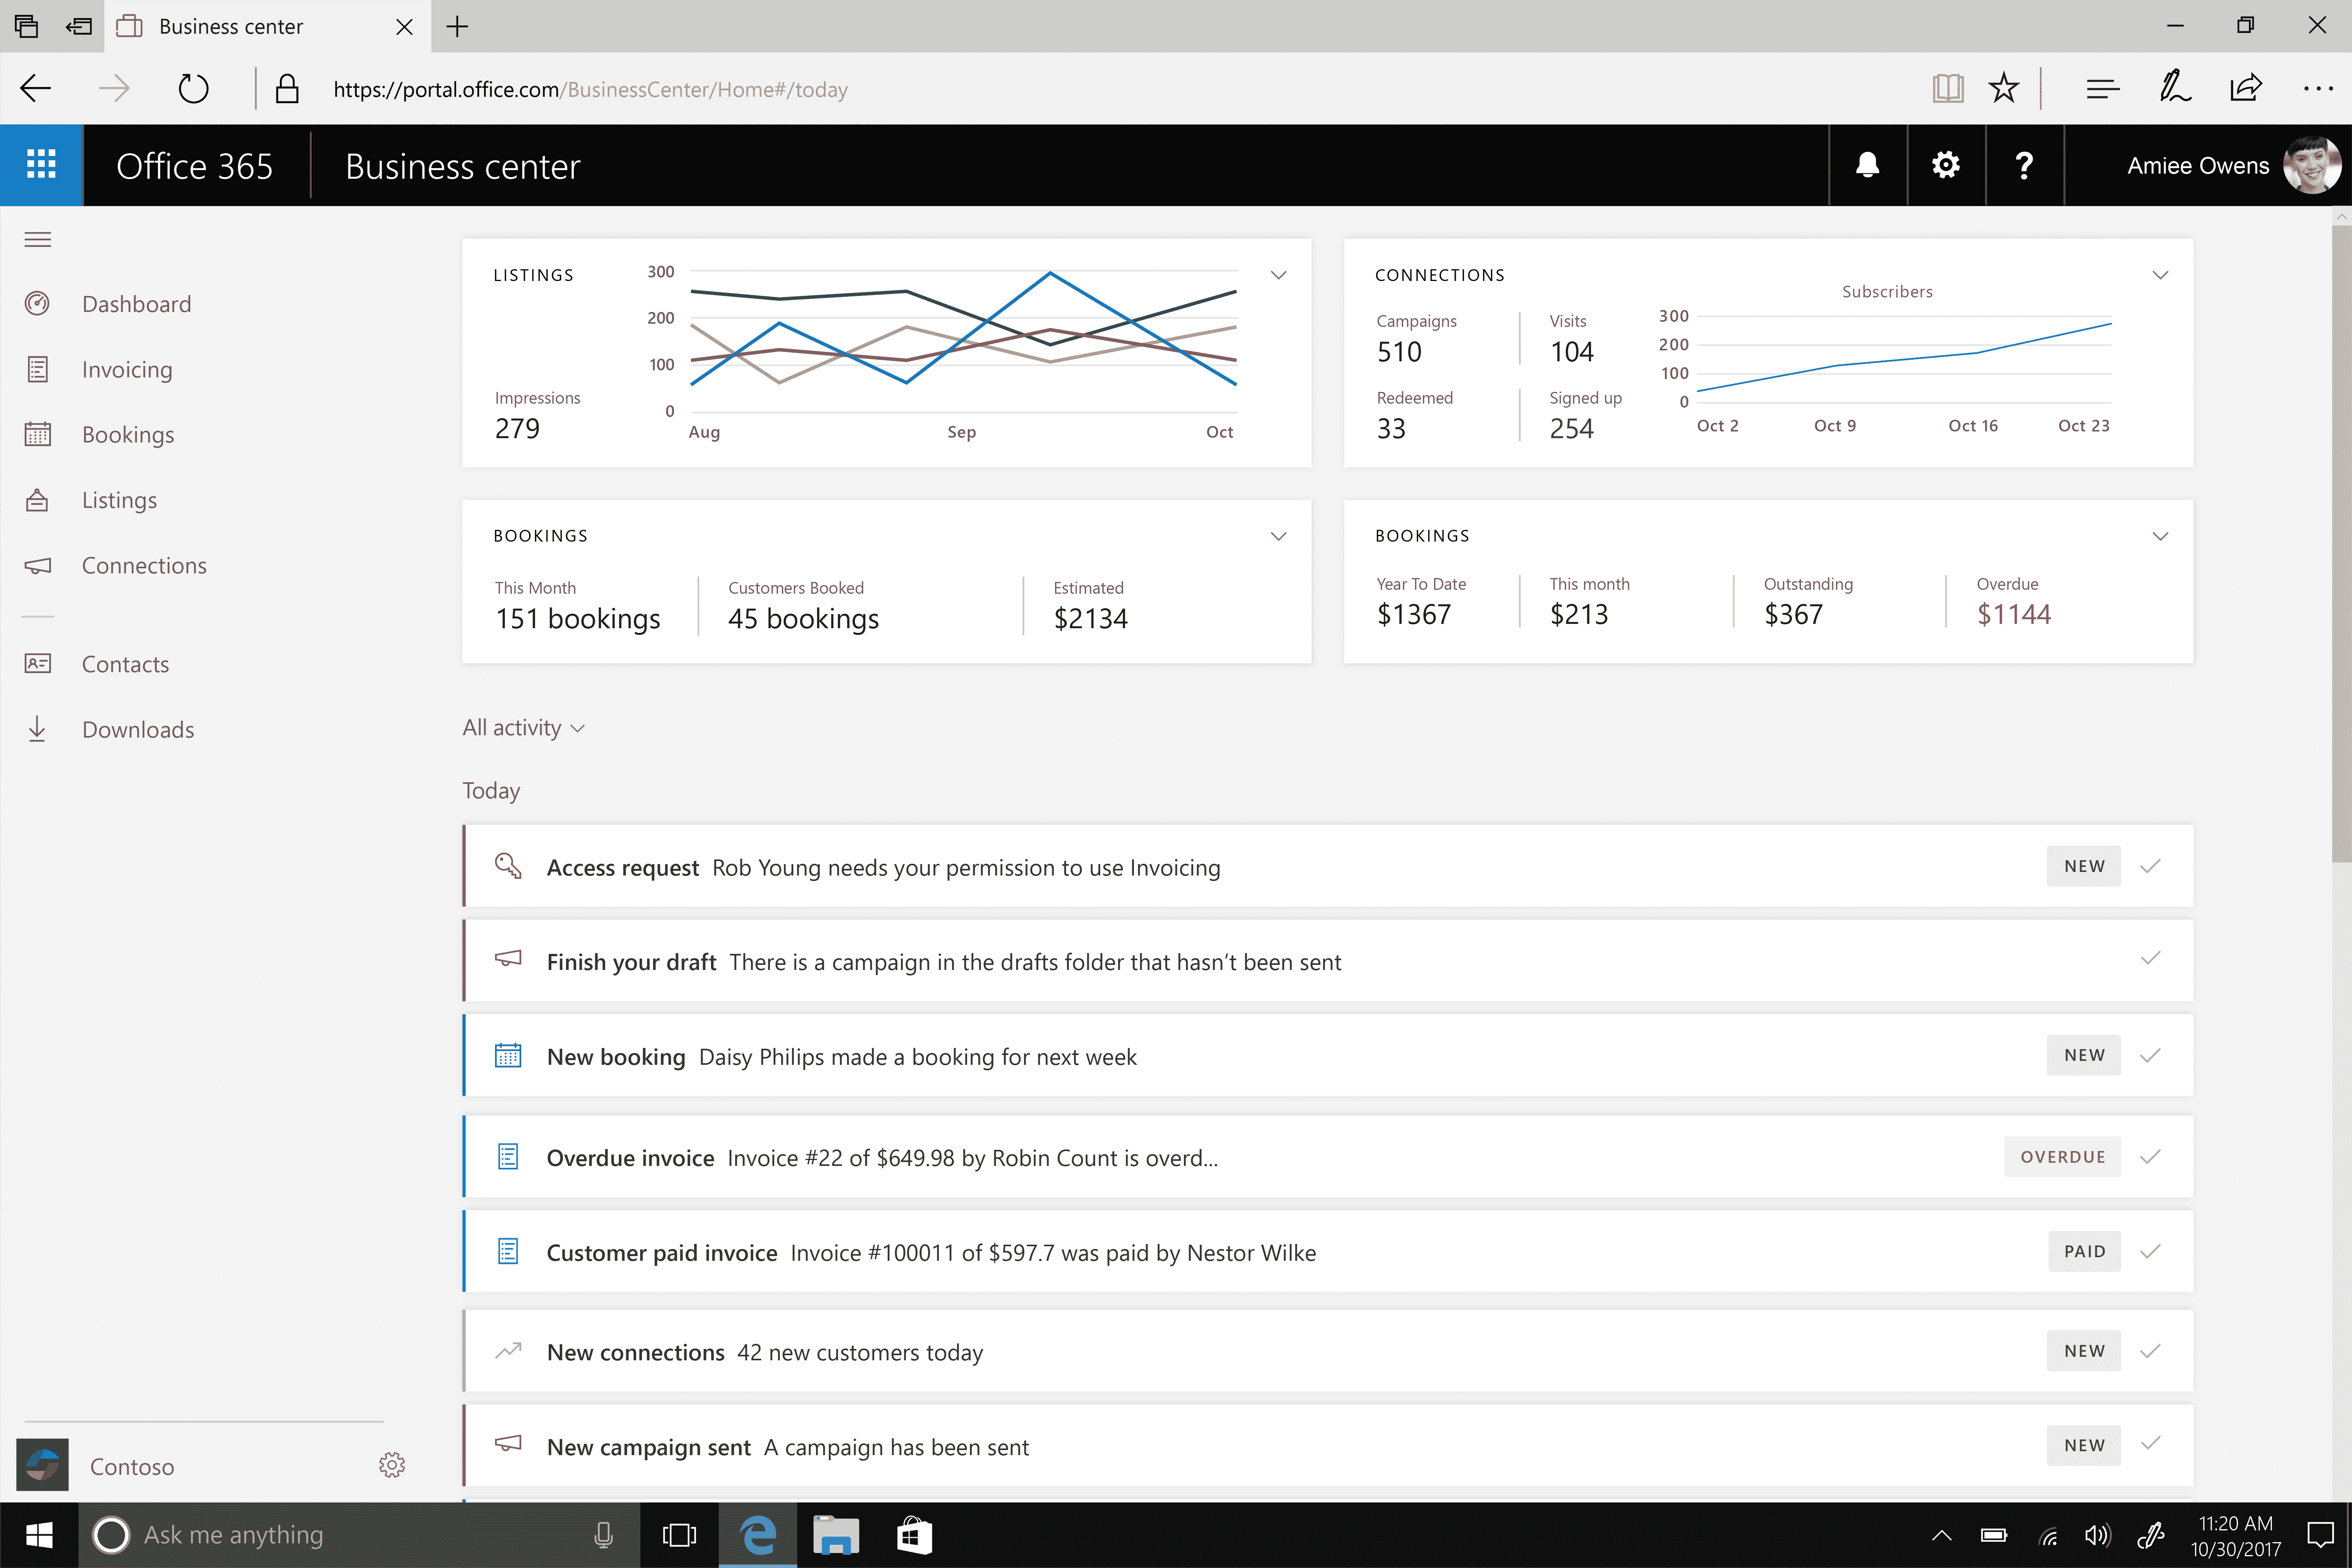 Business center
https://portal.office.com/BusinessCenter/Home#/today
Office 365
Business center
Amiee Owens
Dashboard
Invoicing
Bookings
Listings
Connections
Contacts
Downloads
Contoso
LISTINGS
Impressions
279
300
200
100
0
Aug Sep Oct
CONNECTIONS
Campaigns
510
Visits
104
Redeemed
33
Signed up
254
Subscribers
300
200
100
0
Oct 2 Oct 9 Oct 16 Oct 23
BOOKINGS
This Month
151 bookings
Customers Booked
45 bookings
Estimated
$2134
BOOKINGS
Year To Date
$1367
This month
$213
Outstanding
$367
Overdue
$1144
All activity
Today
Access request Rob Young needs your permission to use Invoicing NEW
Finish your draft There is a campaign in the drafts folder that hasn’t been sent
New booking Daisy Philips made a booking for next week NEW
Overdue invoice Invoice #22 of $649.98 by Robin Count is overd... OVERDUE
Customer paid invoice Invoice #100011 of $597.7 was paid by Nestor Wilke PAID
New connections 42 new customers today NEW
New campaign sent A campaign has been sent NEW
Ask me anything
11:20 AM
10/30/2017